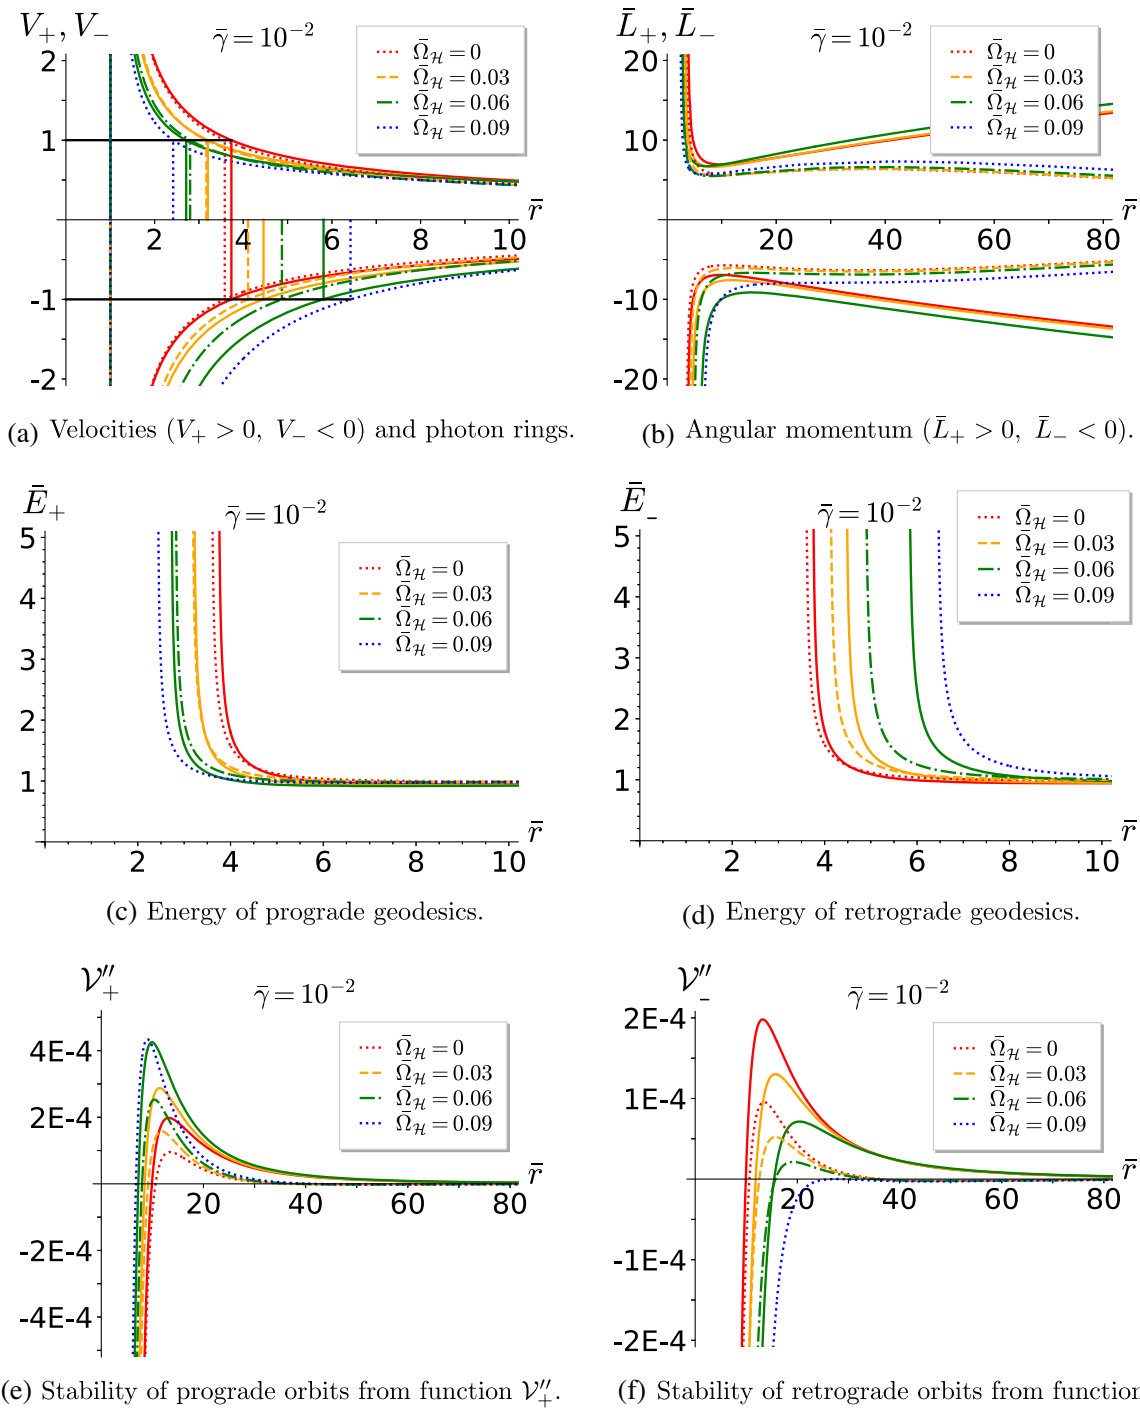 V₊, V₋
γ̄ = 10⁻²
Ω̄_ℋ = 0
Ω̄_ℋ = 0.03
Ω̄_ℋ = 0.06
Ω̄_ℋ = 0.09
2
1
-1
-2
2 4 6 8 10
r̄
(a) Velocities (V₊ > 0, V₋ < 0) and photon rings.
L̄₊, L̄₋
γ̄ = 10⁻²
Ω̄_ℋ = 0
Ω̄_ℋ = 0.03
Ω̄_ℋ = 0.06
Ω̄_ℋ = 0.09
20
10
-10
-20
20 40 60 80
r̄
(b) Angular momentum (L̄₊ > 0, L̄₋ < 0).
Ē₊
γ̄ = 10⁻²
Ω̄_ℋ = 0
Ω̄_ℋ = 0.03
Ω̄_ℋ = 0.06
Ω̄_ℋ = 0.09
5
4
3
2
1
2 4 6 8 10
r̄
(c) Energy of prograde geodesics.
Ē₋
γ̄ = 10⁻²
Ω̄_ℋ = 0
Ω̄_ℋ = 0.03
Ω̄_ℋ = 0.06
Ω̄_ℋ = 0.09
5
4
3
2
1
2 4 6 8 10
r̄
(d) Energy of retrograde geodesics.
𝒱₊″
γ̄ = 10⁻²
Ω̄_ℋ = 0
Ω̄_ℋ = 0.03
Ω̄_ℋ = 0.06
Ω̄_ℋ = 0.09
4E-4
2E-4
-2E-4
-4E-4
20 40 60 80
r̄
(e) Stability of prograde orbits from function 𝒱₊″.
𝒱₋″
γ̄ = 10⁻²
Ω̄_ℋ = 0
Ω̄_ℋ = 0.03
Ω̄_ℋ = 0.06
Ω̄_ℋ = 0.09
2E-4
1E-4
-1E-4
-2E-4
20 40 60 80
r̄
(f) Stability of retrograde orbits from function